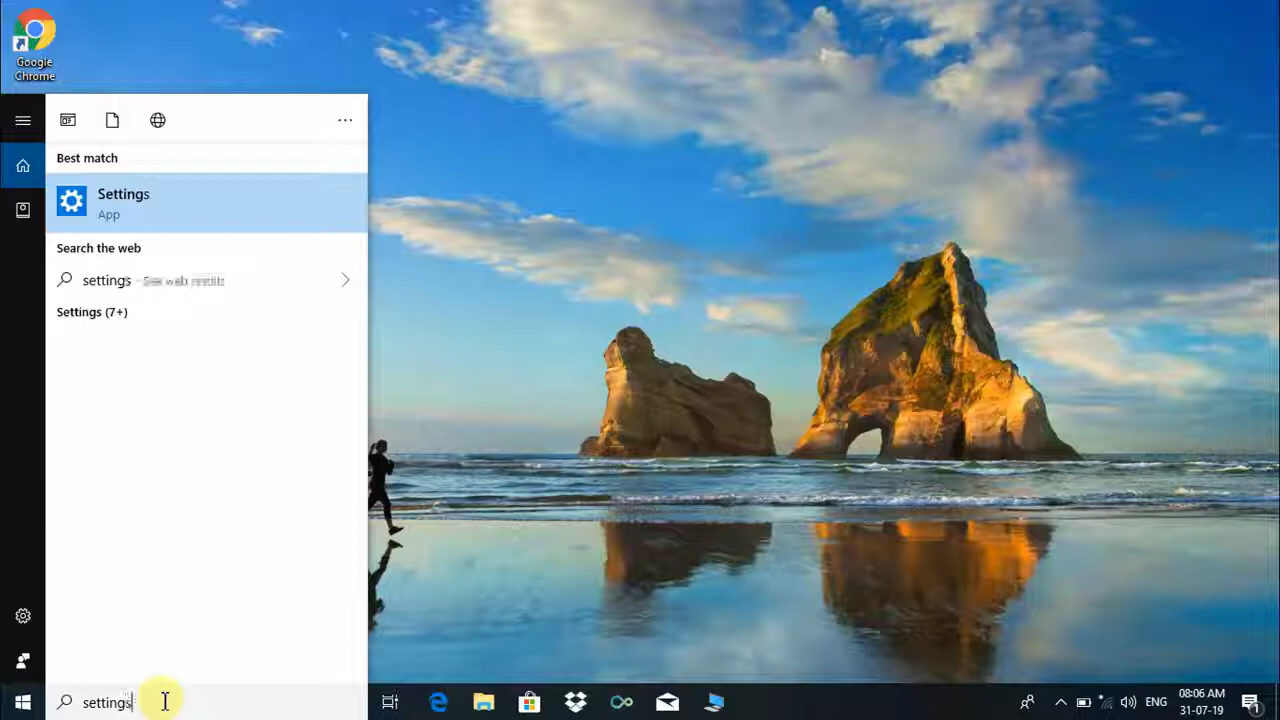 Google
Chrome
Best match
Settings
App
Search the web
settings - See web results
Settings (7+)
settings
ENG
08:06 AM
31-07-19
1